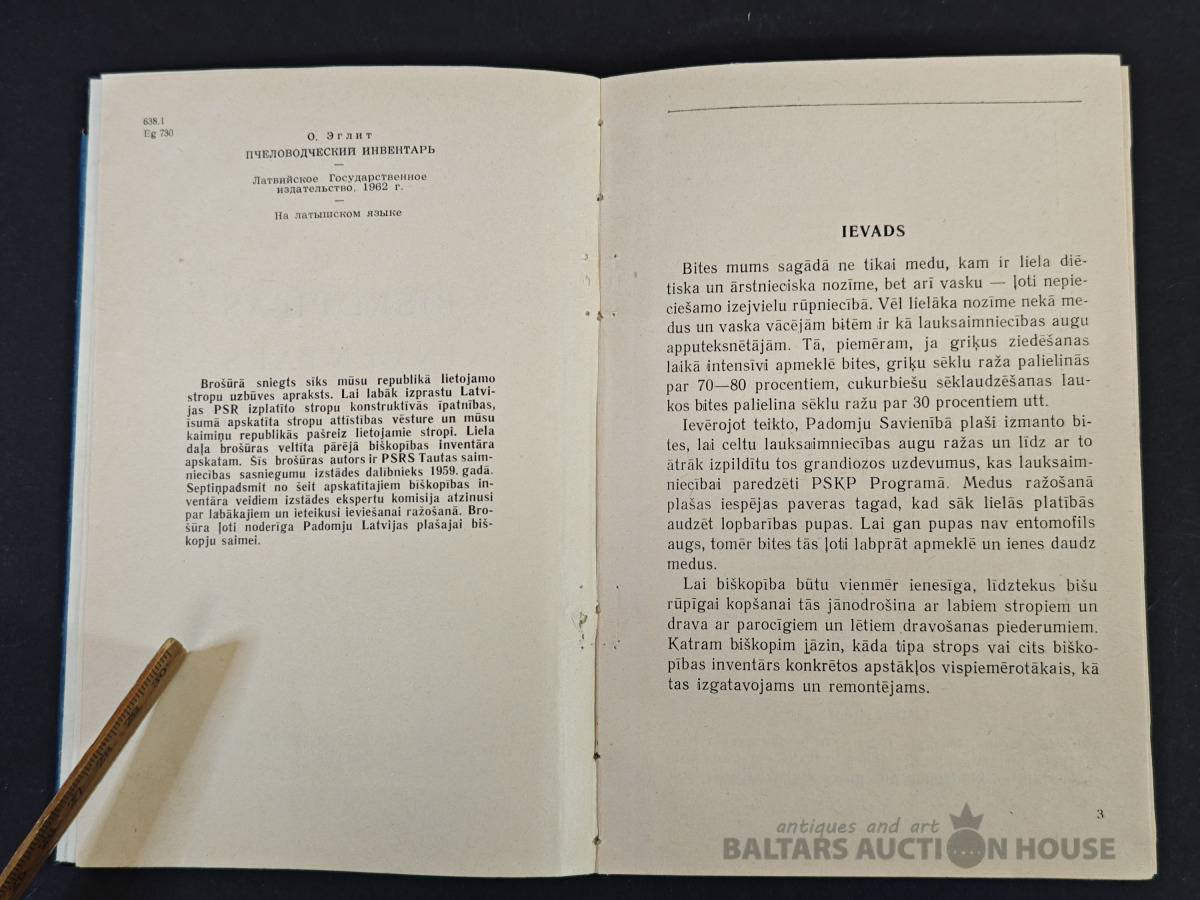 638.1
Eg 730
О. Эглит
ПЧЕЛОВОДЧЕСКИЙ ИНВЕНТАРЬ
—
Латвийское Государственное
издательство, 1962 г.
—
На латышском языке
Brošūrā sniegts sīks mūsu republikā lietojamo
stropu uzbūves apraksts. Lai labāk izprastu Latvi-
jas PSR izplatīto stropu konstruktīvās īpatnības,
īsumā apskatīta stropu attīstības vēsture un mūsu
kaimiņu republikās pašreiz lietojamie stropi. Liela
daļa brošūras veltīta pārējā biškopības inventāra
apskatam. Šīs brošūras autors ir PSRS Tautas saim-
niecības sasniegumu izstādes dalībnieks 1959. gadā.
Septiņpadsmit no šeit apskatītajiem biškopības in-
ventāra veidiem izstādes ekspertu komisija atzinusi
par labākajiem un ieteikusi ieviešanai ražošanā. Bro-
šūra ļoti noderīga Padomju Latvijas plašajai biš-
kopju saimei.
IEVADS
Bites mums sagādā ne tikai medu, kam ir liela diē-
tiska un ārstnieciska nozīme, bet arī vasku — ļoti nepie-
ciešamo izejvielu rūpniecībā. Vēl lielāka nozīme nekā me-
dus un vaska vācējām bitēm ir kā lauksaimniecības augu
apputeksnētājām. Tā, piemēram, ja griķus ziedēšanas
laikā intensīvi apmeklē bites, griķu sēklu raža palielinās
par 70—80 procentiem, cukurbiešu sēklaudzēšanas lau-
kos bites palielina sēklu ražu par 30 procentiem utt.
Ievērojot teikto, Padomju Savienībā plaši izmanto bi-
tes, lai celtu lauksaimniecības augu ražas un līdz ar to
ātrāk izpildītu tos grandiozos uzdevumus, kas lauksaim-
niecībai paredzēti PSKP Programā. Medus ražošanā
plašas iespējas paveras tagad, kad sāk lielās platībās
audzēt lopbarības pupas. Lai gan pupas nav entomofils
augs, tomēr bites tās ļoti labprāt apmeklē un ienes daudz
medus.
Lai biškopība būtu vienmēr ienesīga, līdztekus bišu
rūpīgai kopšanai tās jānodrošina ar labiem stropiem un
drava ar parocīgiem un lētiem dravošanas piederumiem.
Katram biškopim jāzin, kāda tipa strops vai cits biško-
pības inventārs konkrētos apstākļos vispiemērotākais, kā
tas izgatavojams un remontējams.
3
antiques and art
BALTARS AUCTION HOUSE